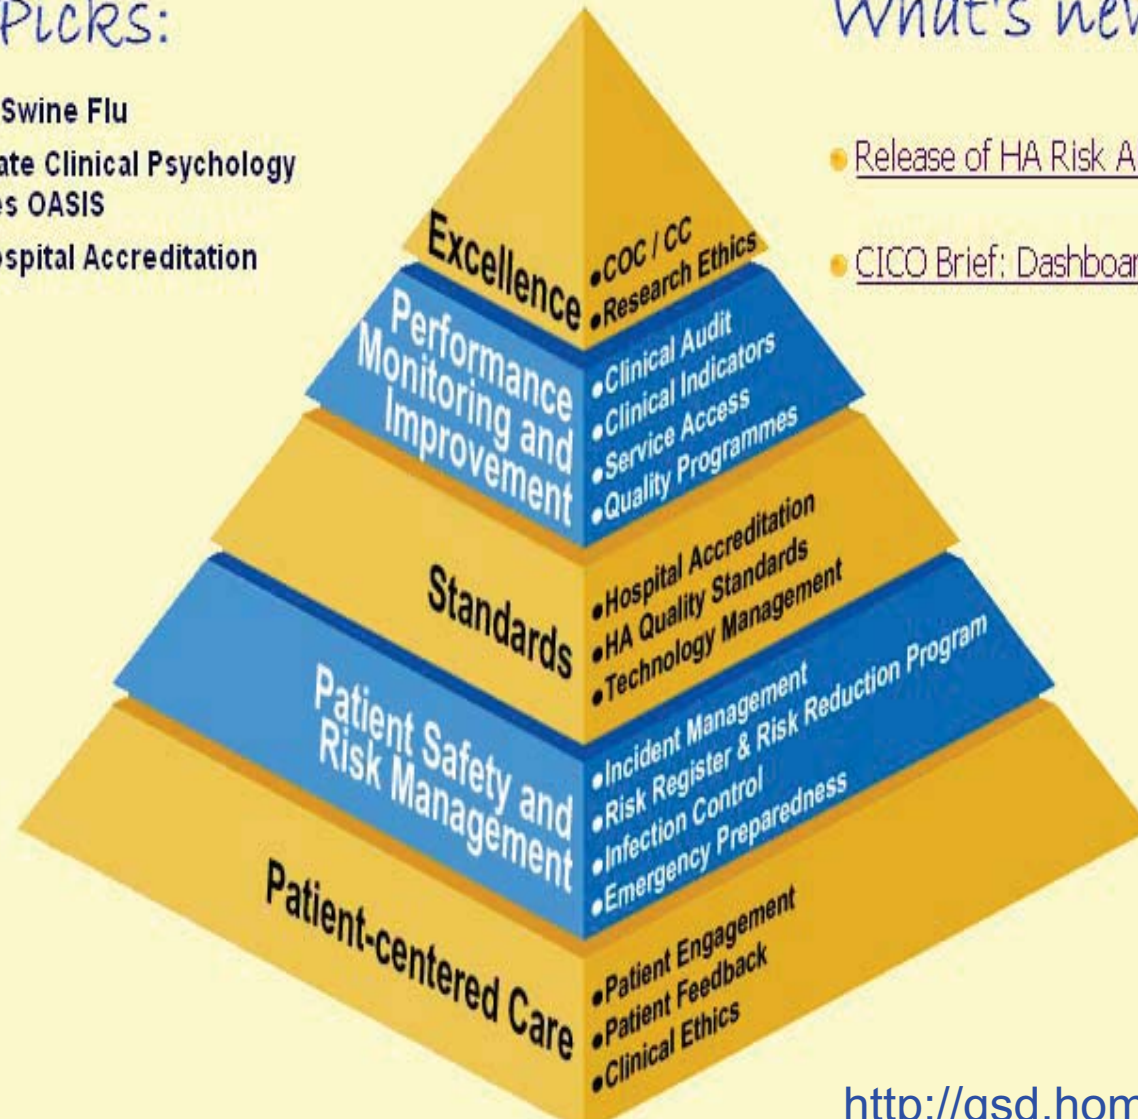 Picks:
Swine Flu
ate Clinical Psychology
es OASIS
ospital Accreditation
What's new
• Release of HA Risk A
• CICO Brief: Dashboar
Excellence
•COC / CC
•Research Ethics
Performance
Monitoring and
Improvement
•Clinical Audit
•Clinical Indicators
•Service Access
•Quality Programmes
Standards
•Hospital Accreditation
•HA Quality Standards
•Technology Management
Patient Safety and
Risk Management
•Incident Management
•Risk Register & Risk Reduction Program
•Infection Control
•Emergency Preparedness
Patient-centered Care
•Patient Engagement
•Patient Feedback
•Clinical Ethics
http://qsd.hom